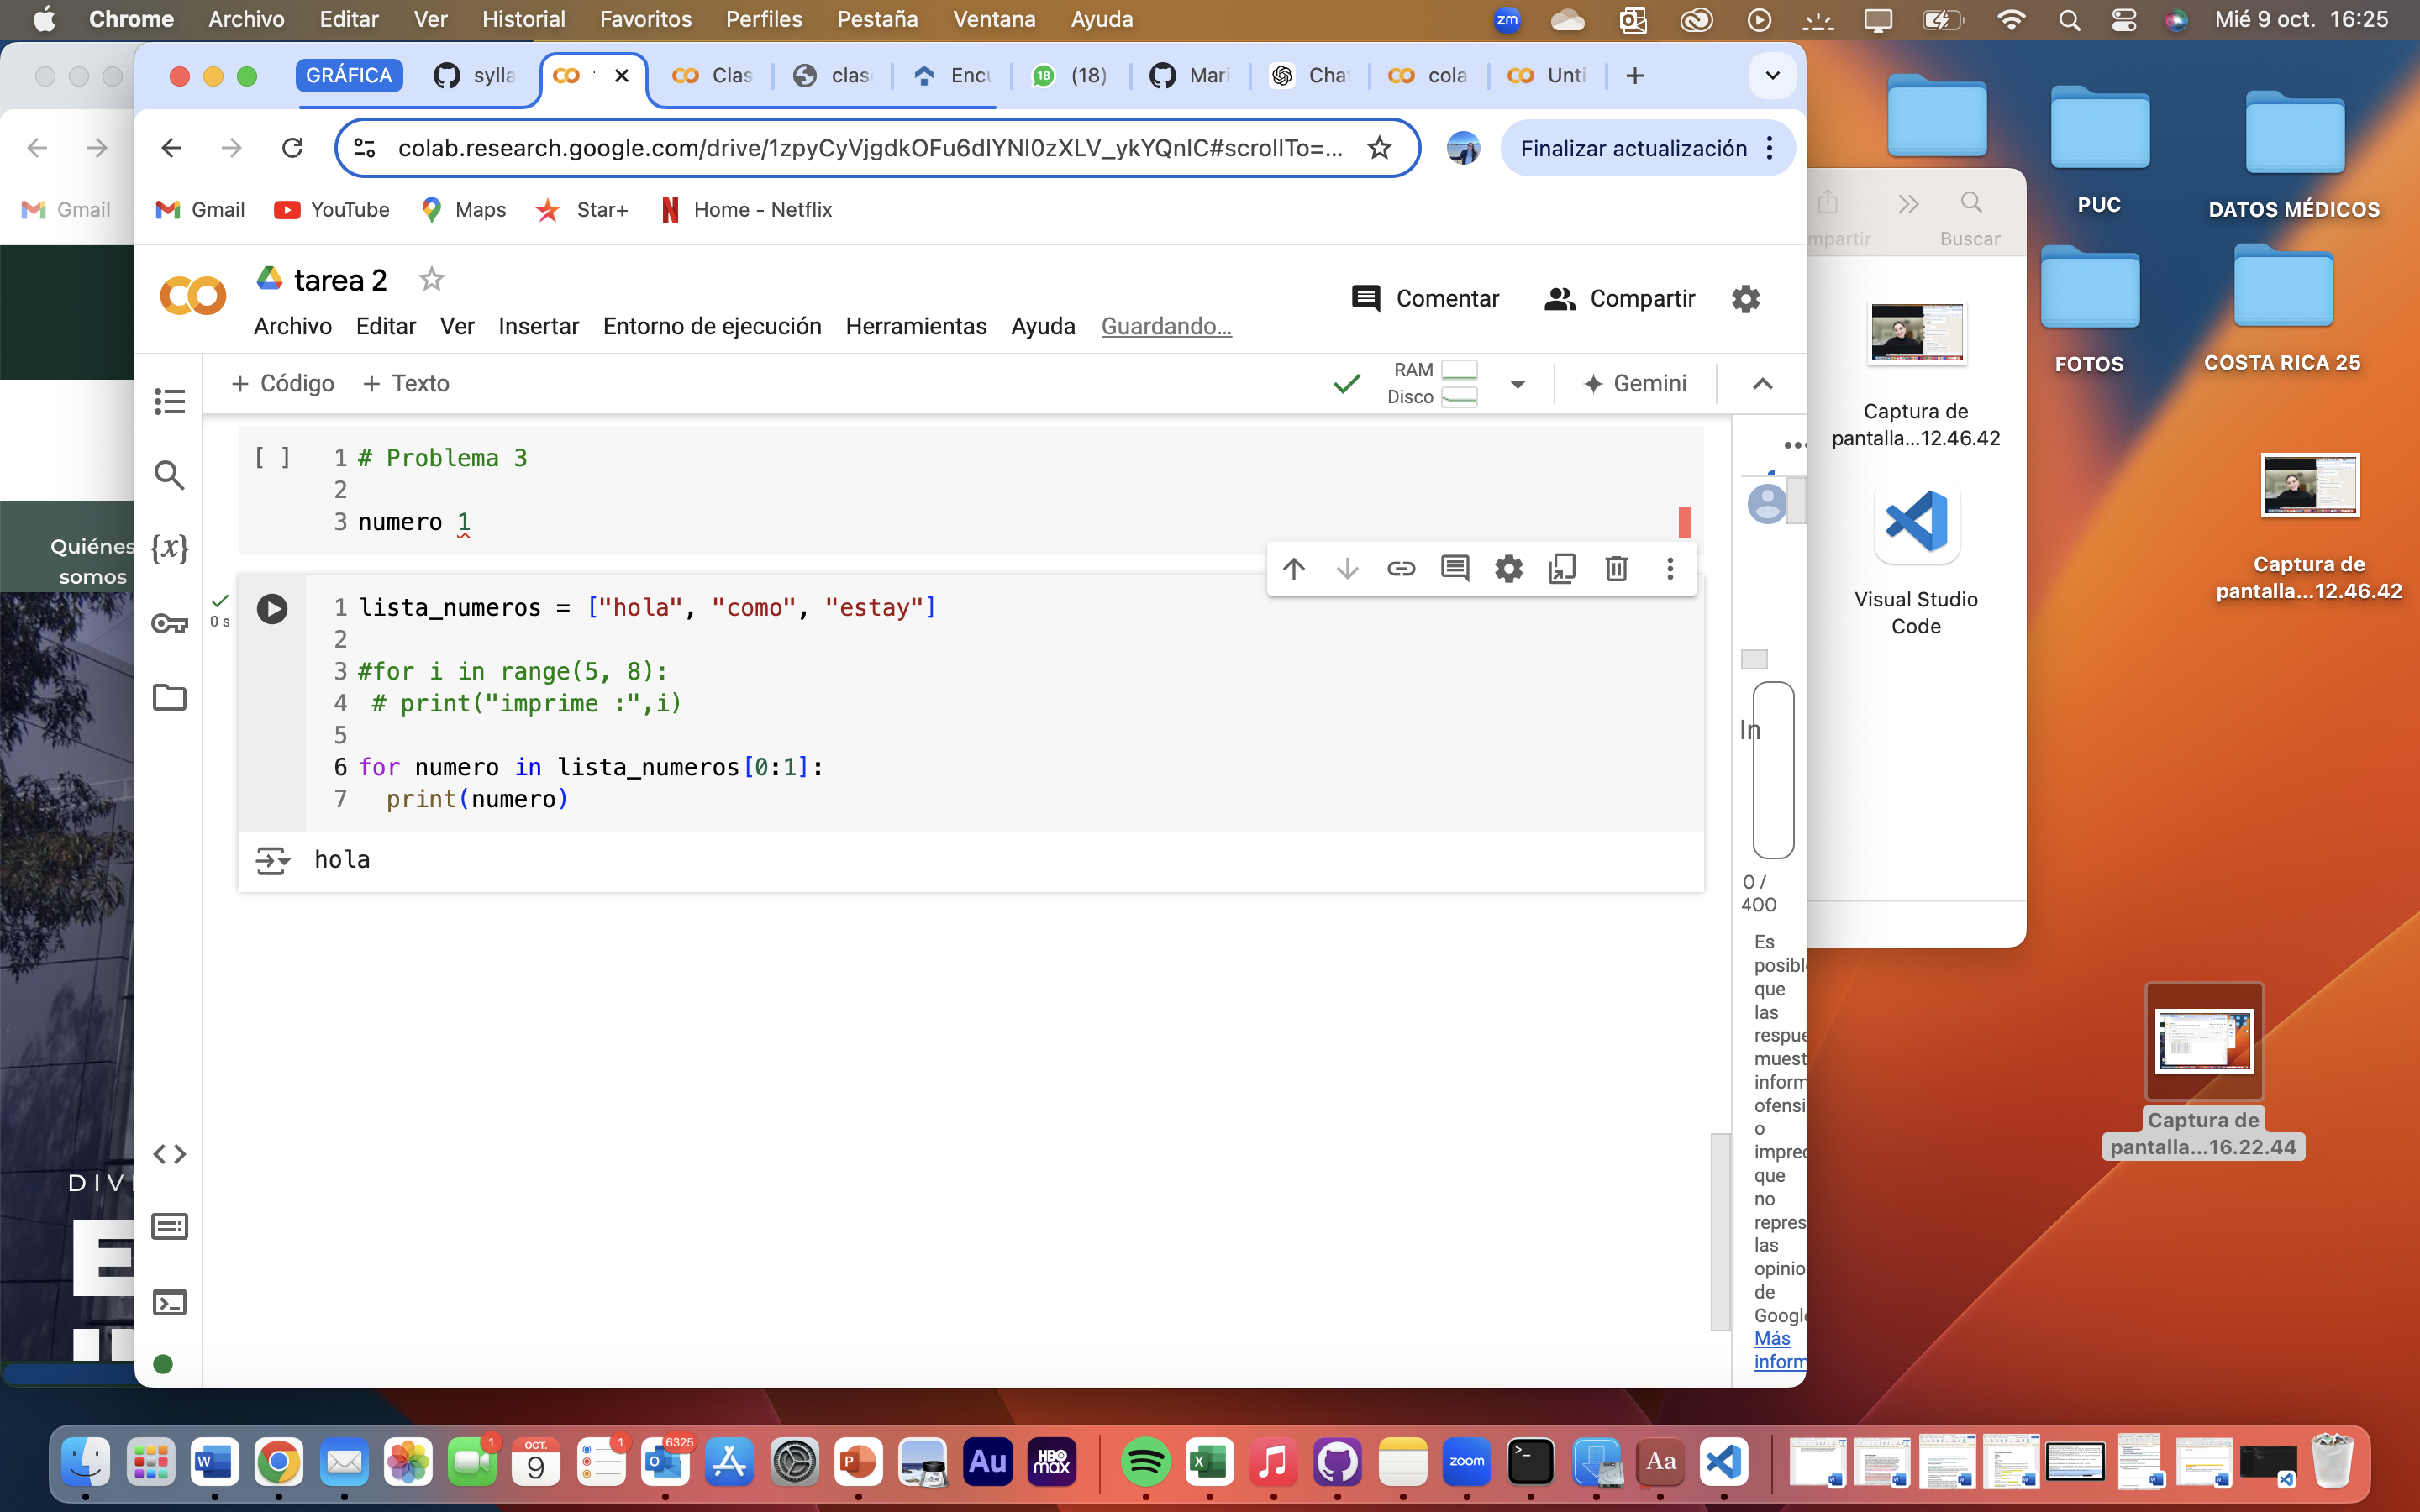 Chrome Archivo Editar Ver Historial Favoritos Perfiles Pestaña Ventana Ayuda zm Mié 9 oct. 16:25
GRÁFICA sylla Clas clas Encu 18 (18) Mari Cha cola Unti
colab.research.google.com/drive/1zpyCyVjgdkOFu6dlYNl0zXLV_ykYQnIC#scrollTo=... Finalizar actualización
Gmail Gmail YouTube Maps Star+ Home - Netflix
tarea 2
Comentar Compartir
Archivo Editar Ver Insertar Entorno de ejecución Herramientas Ayuda Guardando...
+ Código + Texto RAM Disco Gemini
[ ] 1 # Problema 3
2
3 numero 1
0 s
1 lista_numeros = ["hola", "como", "estay"]
2
3 #for i in range(5, 8):
4 # print("imprime :",i)
5
6 for numero in lista_numeros[0:1]:
7 print(numero)
hola
{x}
In
0 /
400
Es
posibl
que
las
respue
muest
inform
ofensi
o
imprec
que
no
repres
las
opinio
de
Google
Más
inform
Quiénes
somos
DIV
E
mpartir Buscar
Captura de
pantalla...12.46.42
Visual Studio
Code
PUC
DATOS MÉDICOS
FOTOS
COSTA RICA 25
Captura de
pantalla...12.46.42
Captura de
pantalla...16.22.44
W 1 OCT. 9 1 O 6325 P Au HBO max X zoom >_ Aa